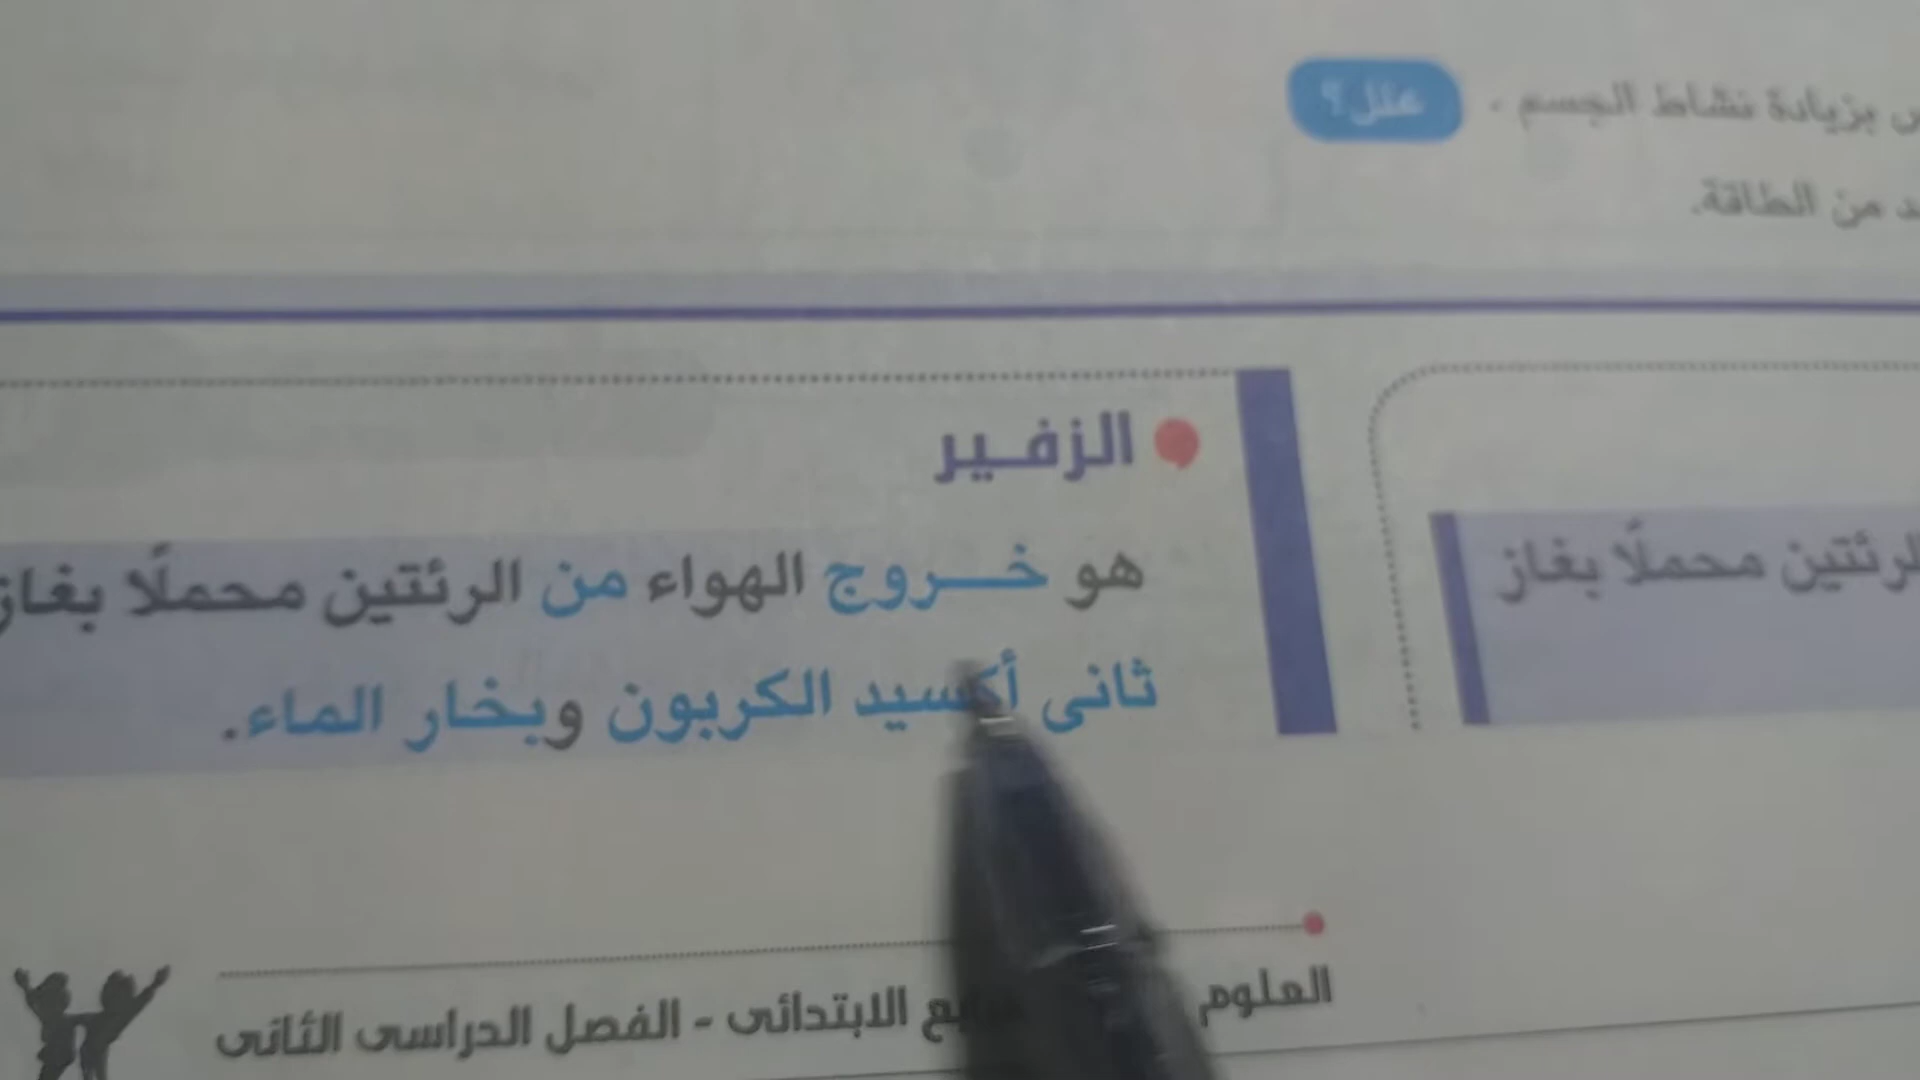 بزيادة نشاط الجسم.
علل؟
من الطاقة.
الرئتين محملًا بغاز
الزفير
هو خروج الهواء من الرئتين محملًا بغاز
ثانى أكسيد الكربون وبخار الماء.
العلوم الابتدائى - الفصل الدراسى الثانى